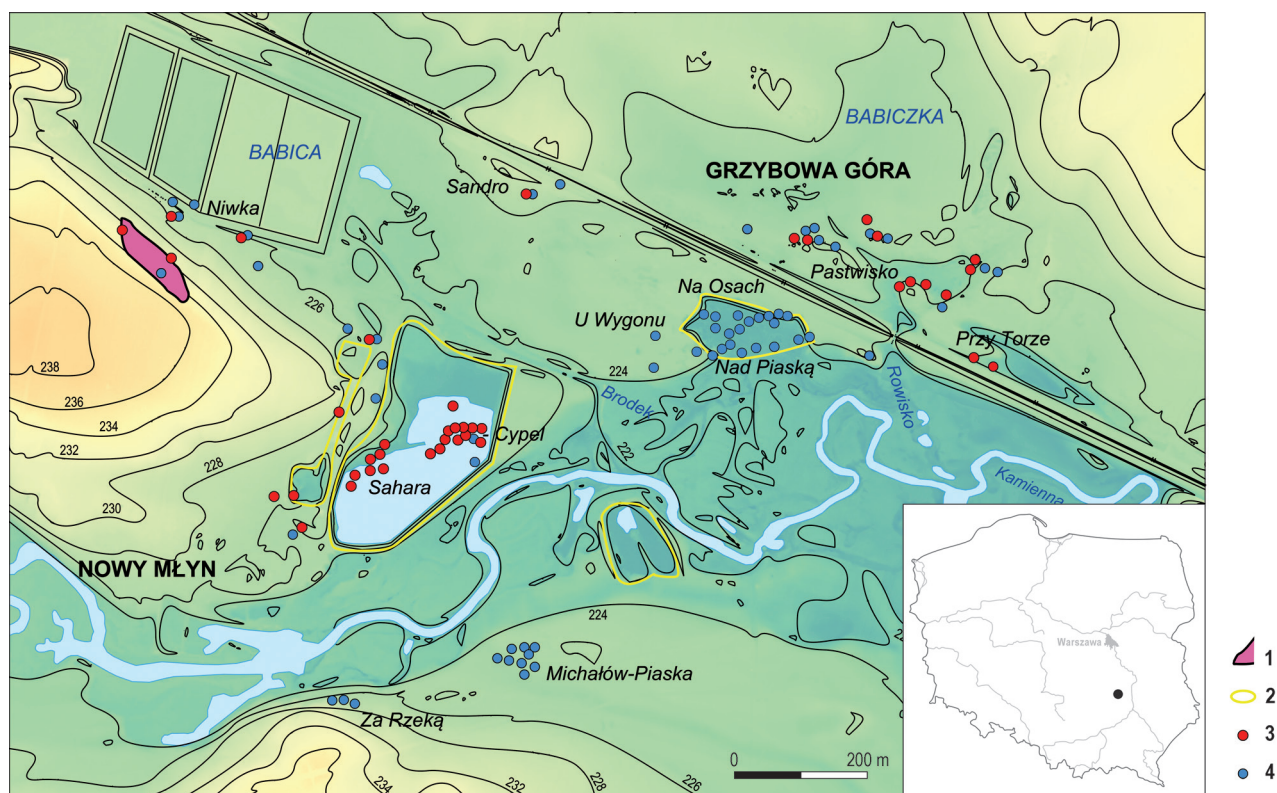 BABICZKA
BABICA
GRZYBOWA GÓRA
Sandro
Niwka
Pastwisko
Na Osach
226
U Wygonu
Przy Torze
238
224
Nad Piaską
Rowisko
Brodek
236
234
Cypel
232
222
228
Sahara
Kamienna
230
NOWY MŁYN
224
Warszawa
1
Michałów-Piaska
2
Za Rzeką
3
0 200 m
4
234
232
228
226